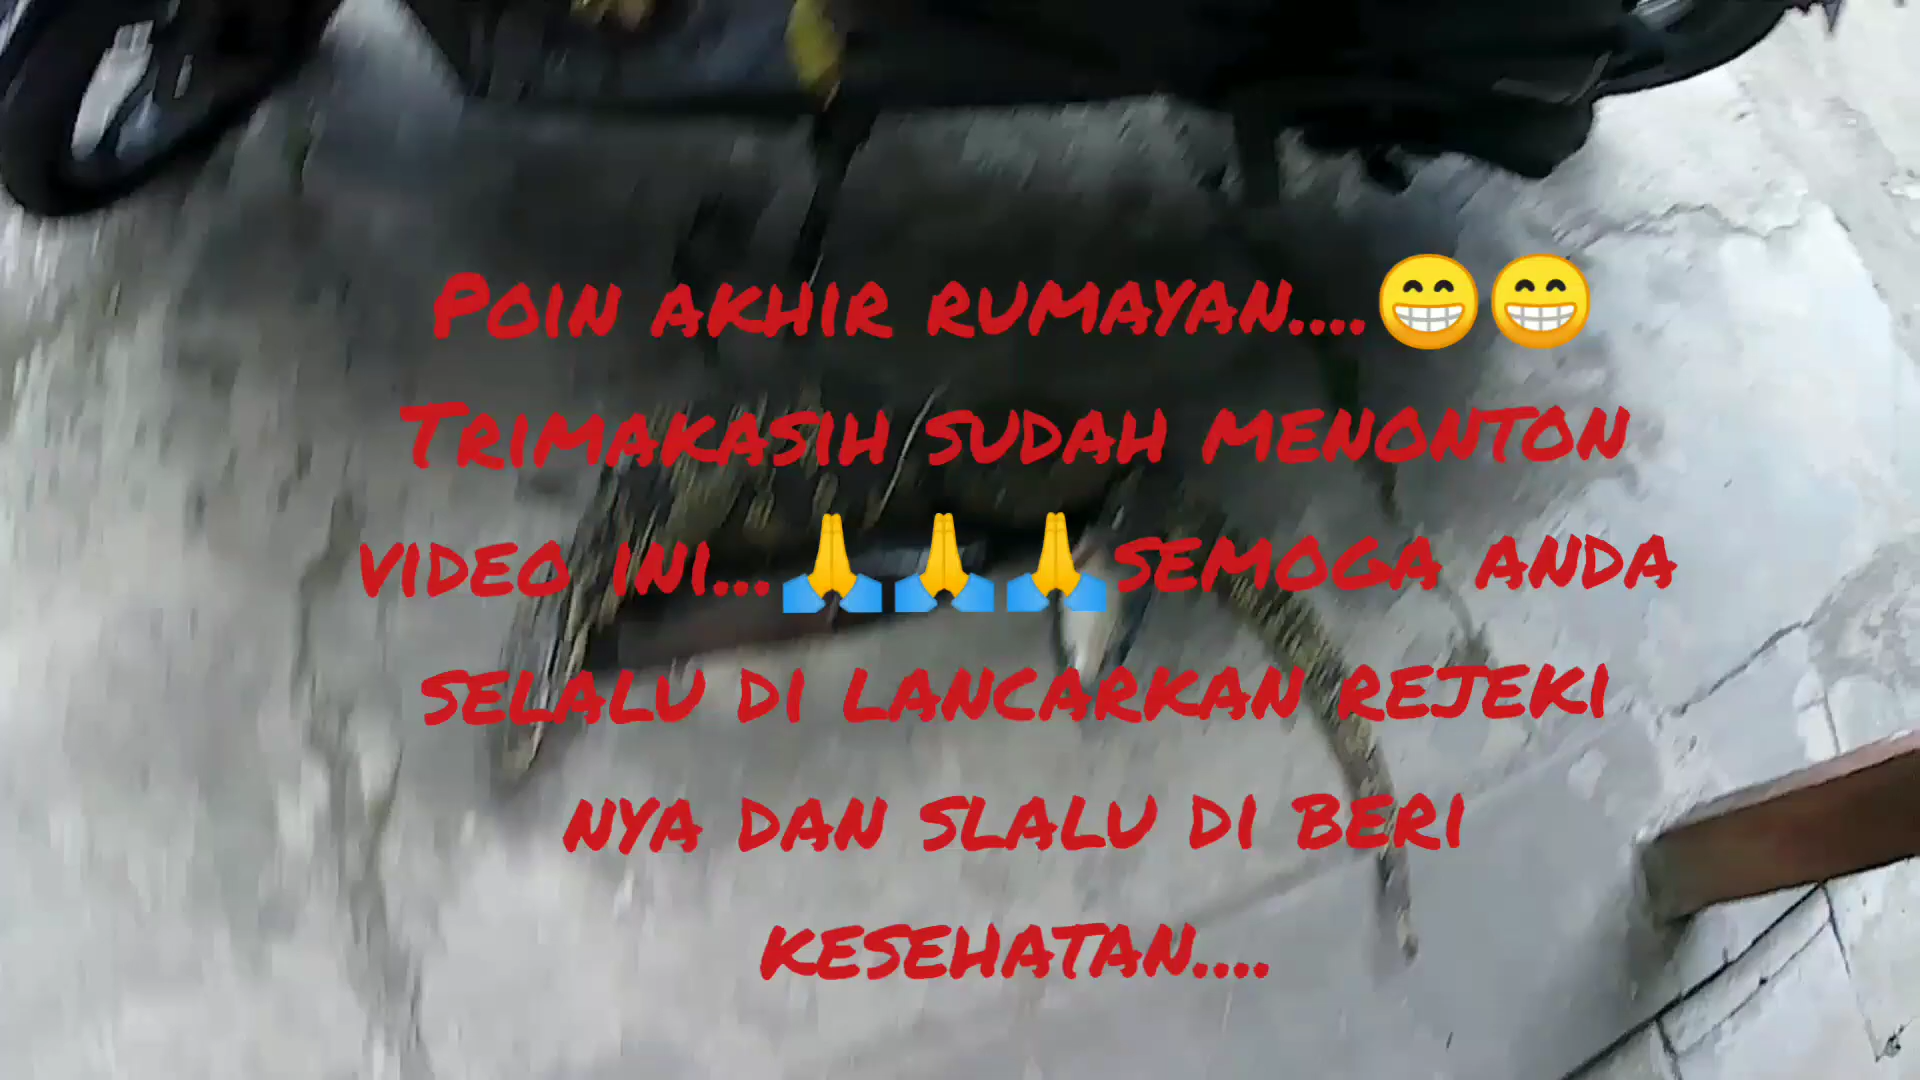 Poin akhir rumayan....😁😁
Trimakasih sudah menonton
video ini...🙏🙏🙏semoga anda
selalu di lancarkan rejeki
nya dan slalu di beri
kesehatan....